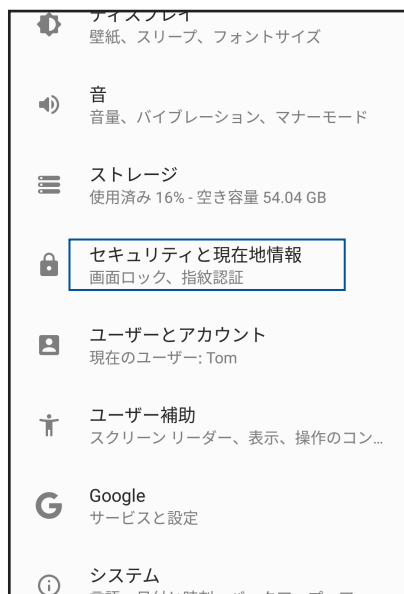 ディスプレイ
壁紙、スリープ、フォントサイズ
音
音量、バイブレーション、マナーモード
ストレージ
使用済み 16% - 空き容量 54.04 GB
セキュリティと現在地情報
画面ロック、指紋認証
ユーザーとアカウント
現在のユーザー: Tom
ユーザー補助
スクリーン リーダー、表示、操作のコン...
Google
サービスと設定
システム